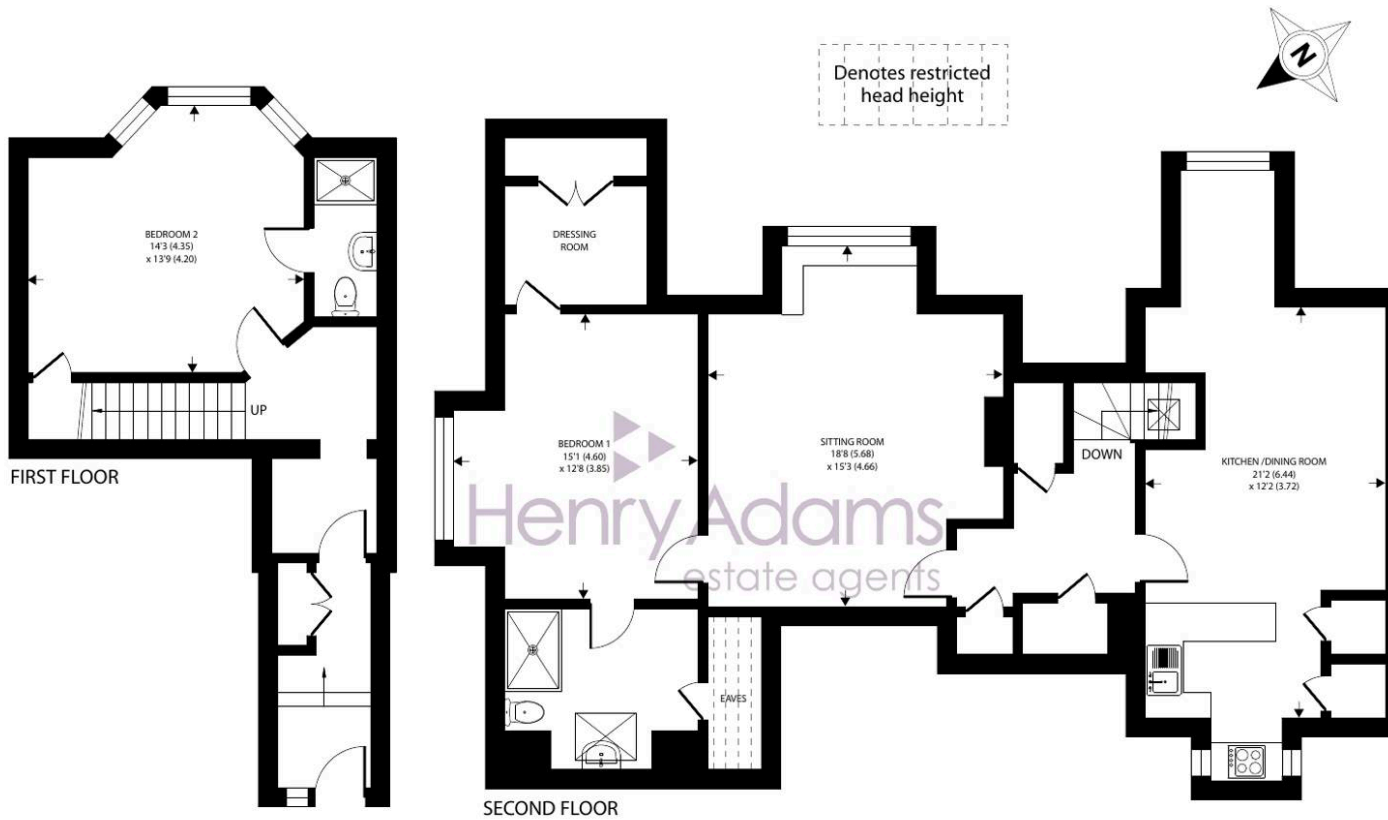 Denotes restricted
head height
N
BEDROOM 2
14'3 (4.35)
x 13'9 (4.20)
UP
FIRST FLOOR
DRESSING
ROOM
BEDROOM 1
15'1 (4.60)
x 12'8 (3.85)
SITTING ROOM
18'8 (5.68)
x 15'3 (4.66)
DOWN
KITCHEN /DINING ROOM
21'2 (6.44)
x 12'2 (3.72)
Henry Adams
estate agents
EAVES
SECOND FLOOR